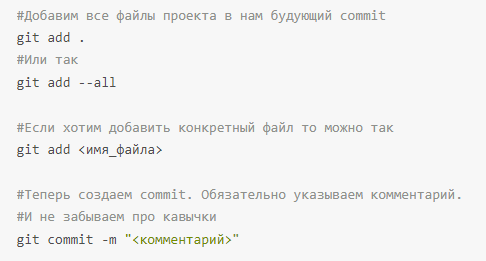 #Добавим все файлы проекта в нам будующий commit
git add .
#Или так
git add --all
#Если хотим добавить конкретный файл то можно так
git add <имя_файла>
#Теперь создаем commit. Обязательно указываем комментарий.
#И не забываем про кавычки
git commit -m "<комментарий>"